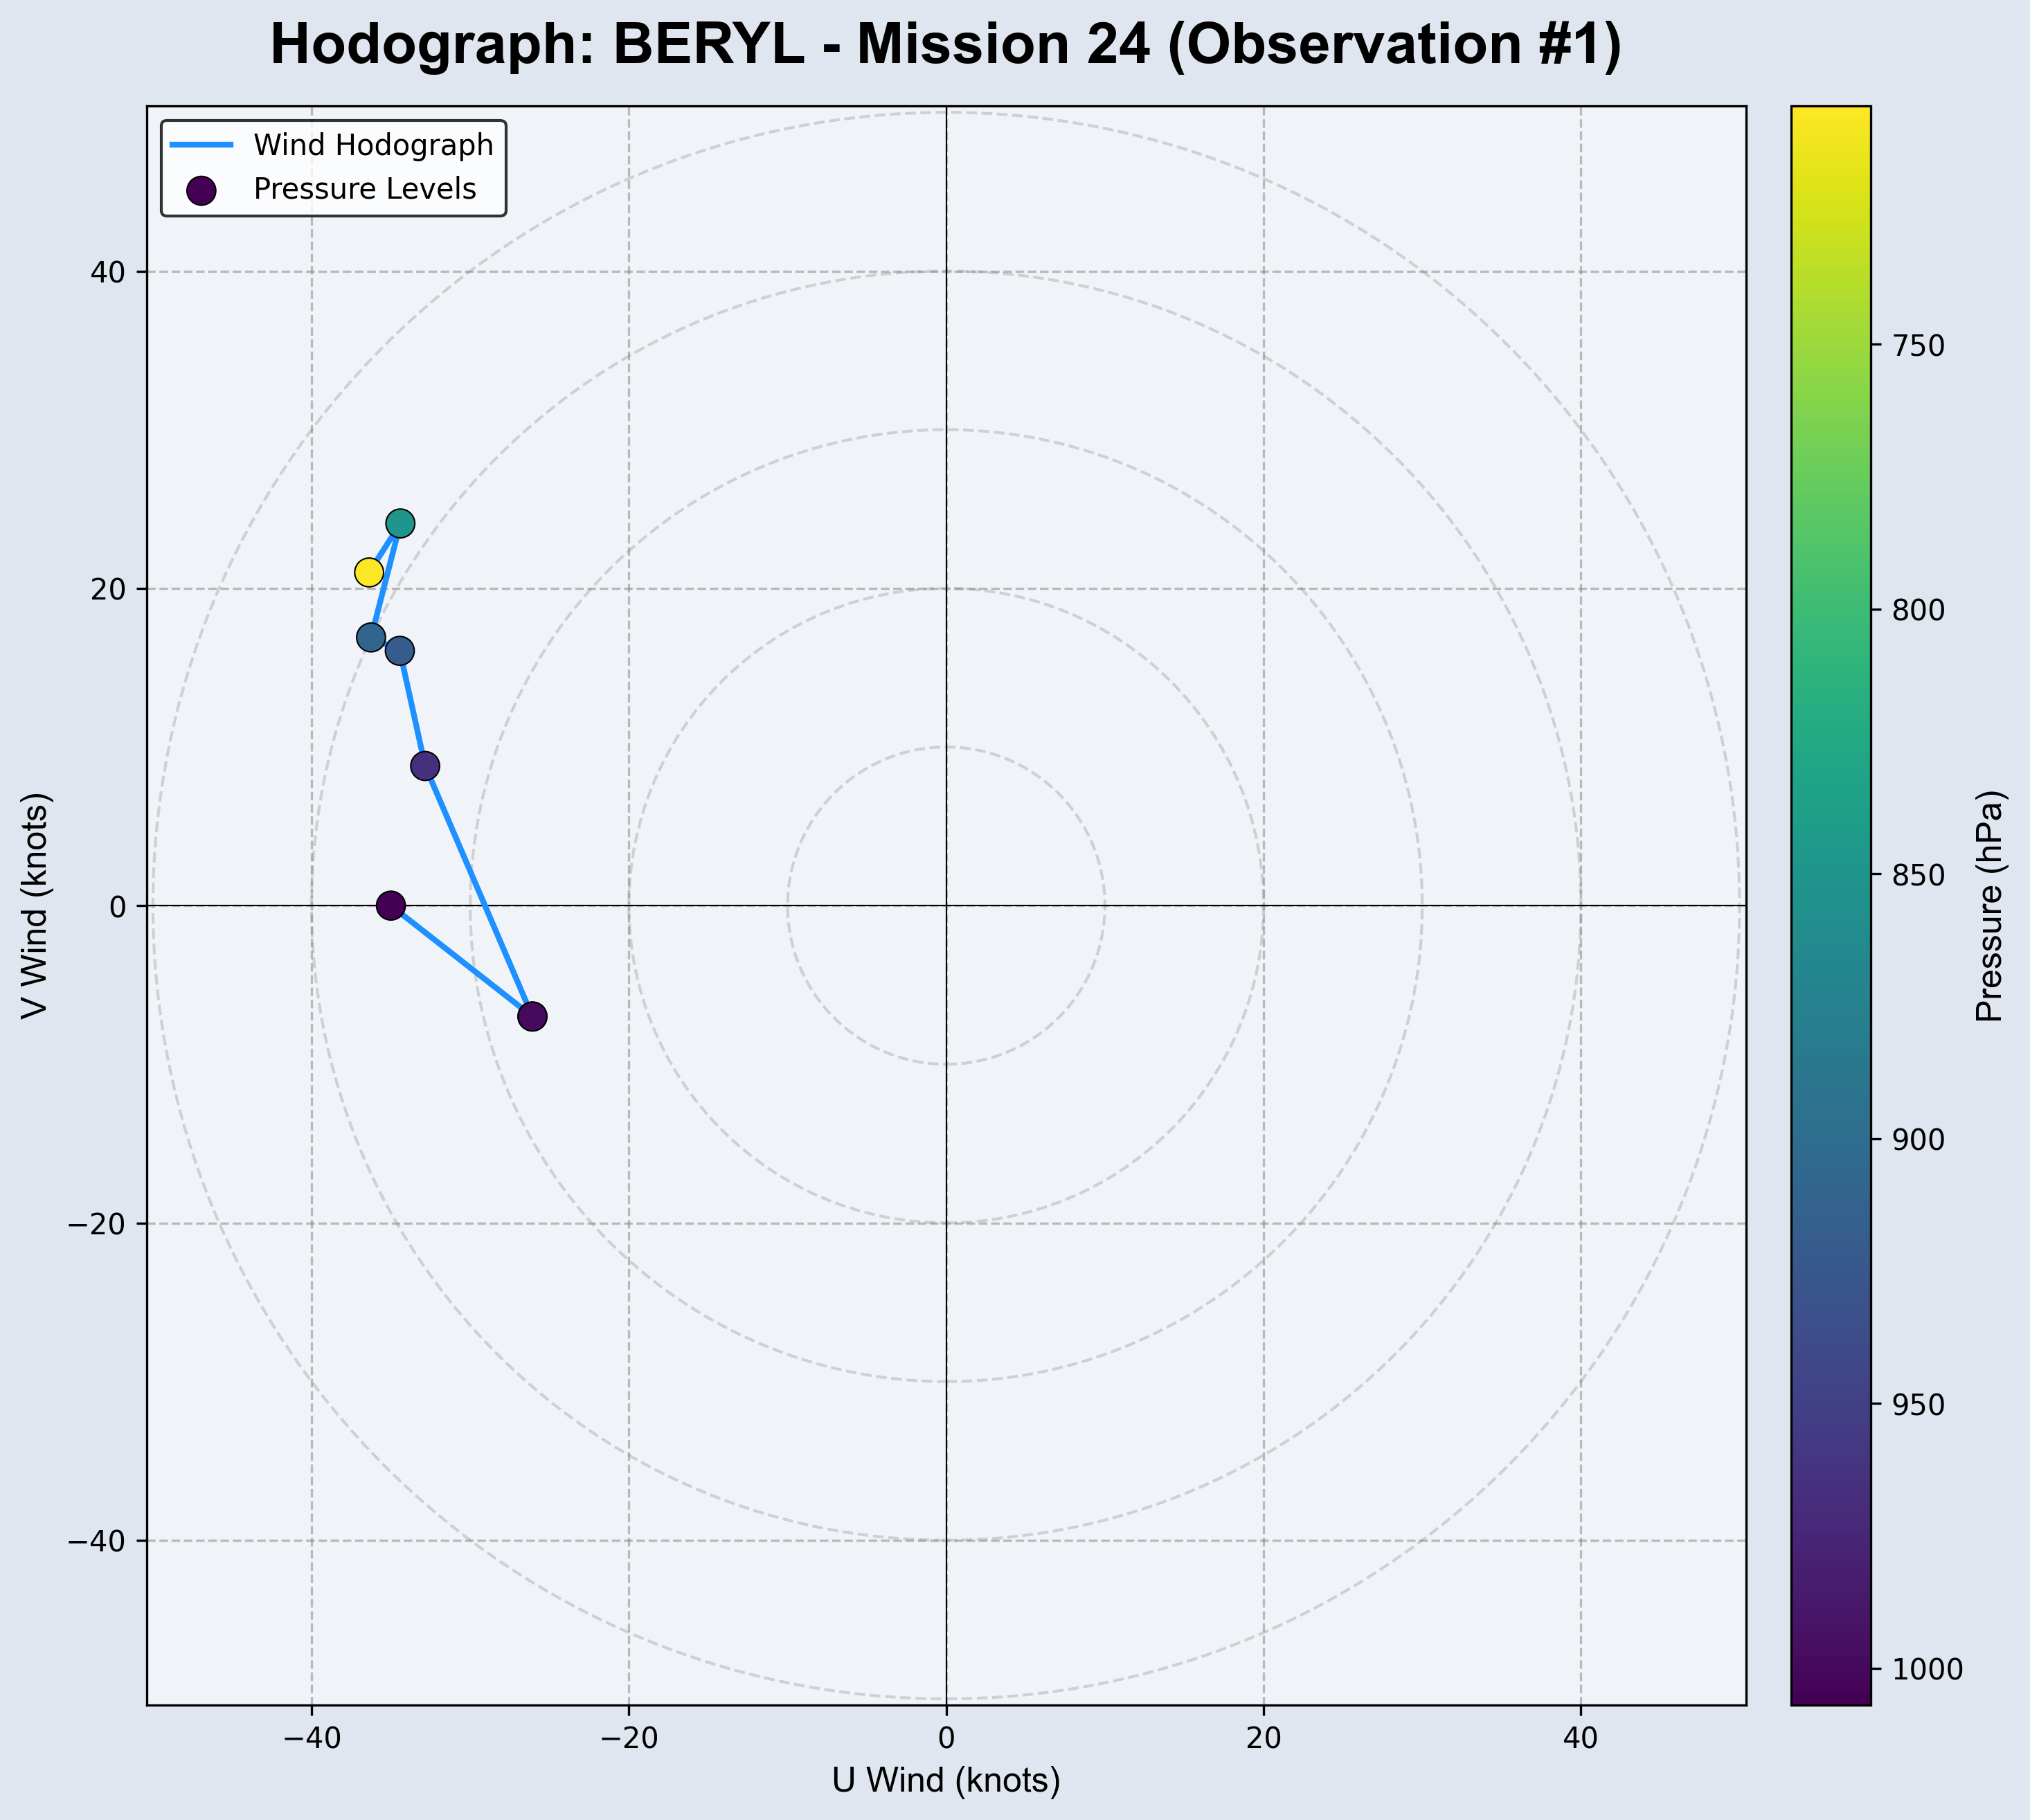 Hodograph: BERYL - Mission 24 (Observation #1)
Wind Hodograph
Pressure Levels
40
20
0
−20
−40
V Wind (knots)
−40
−20
0
20
40
U Wind (knots)
750
800
850
900
950
1000
Pressure (hPa)